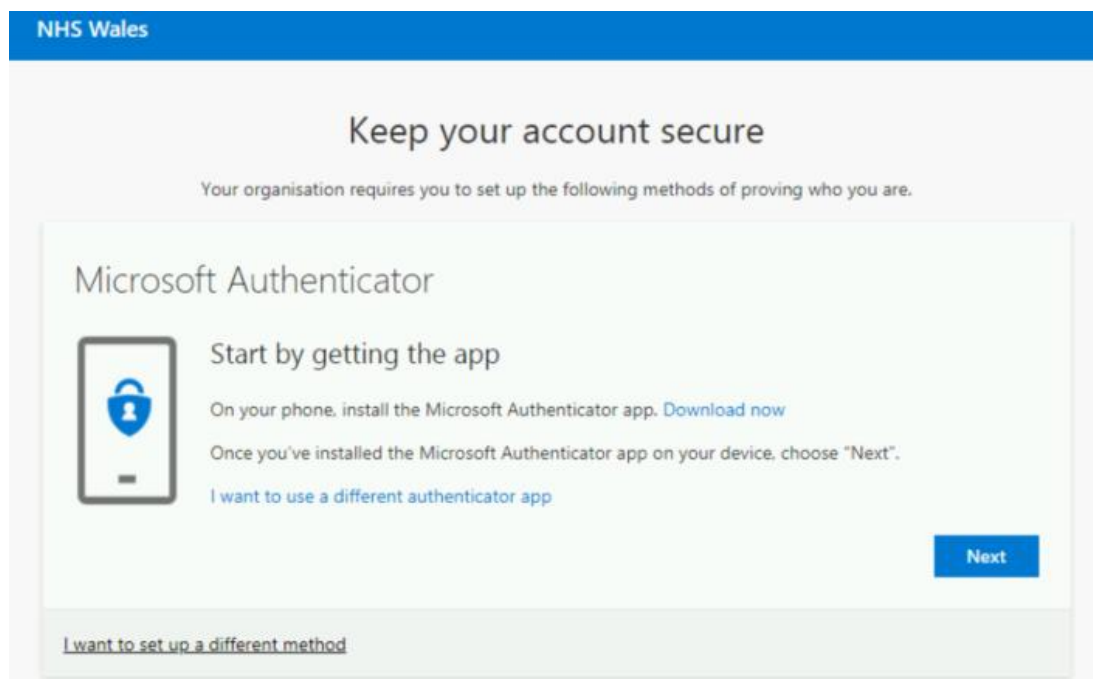 NHS Wales
Keep your account secure
Your organisation requires you to set up the following methods of proving who you are.
Microsoft Authenticator
Start by getting the app
On your phone, install the Microsoft Authenticator app. Download now
Once you've installed the Microsoft Authenticator app on your device, choose "Next".
I want to use a different authenticator app
Next
I want to set up a different method